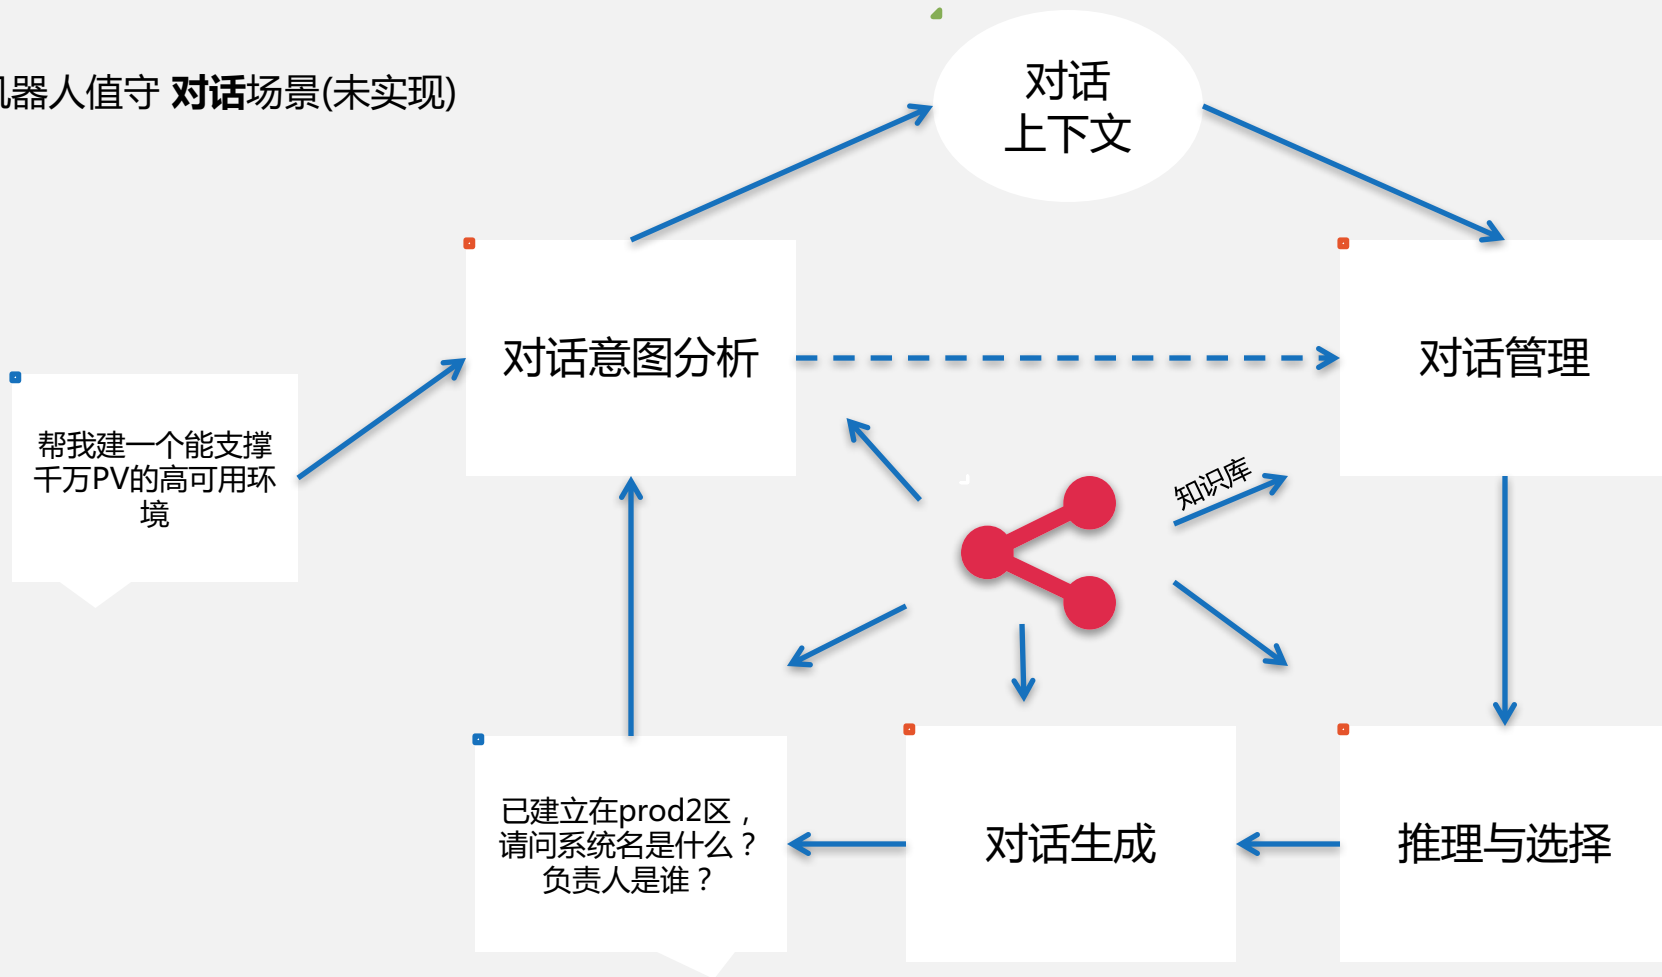 机器人值守 对话场景(未实现)
对话
上下文
对话意图分析
对话管理
帮我建一个能支撑
千万PV的高可用环
境
知识库
已建立在prod2区，
请问系统名是什么？
负责人是谁？
对话生成
推理与选择